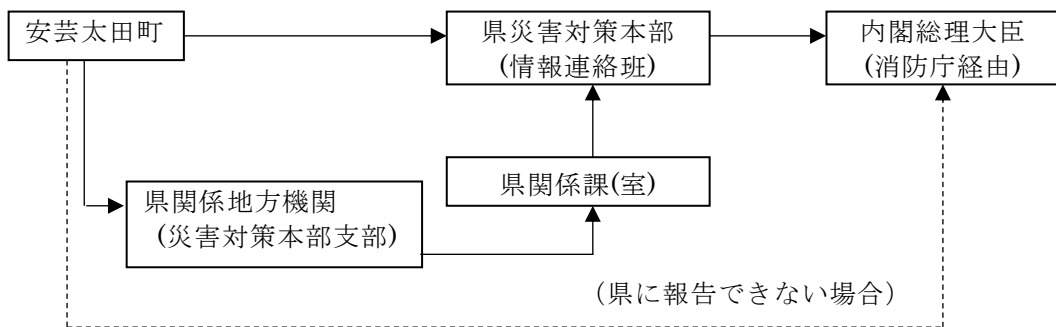 安芸太田町
県災害対策本部
(情報連絡班)
内閣総理大臣
(消防庁経由)
県関係課(室)
県関係地方機関
(災害対策本部支部)
（県に報告できない場合）